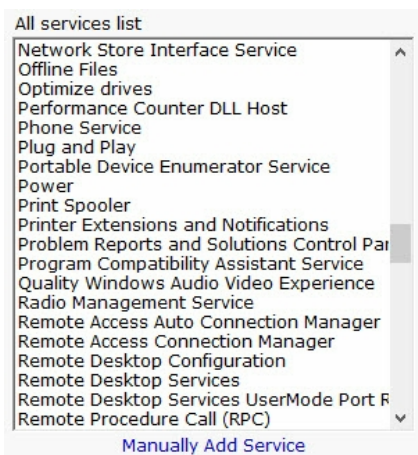 All services list
Network Store Interface Service
Offline Files
Optimize drives
Performance Counter DLL Host
Phone Service
Plug and Play
Portable Device Enumerator Service
Power
Print Spooler
Printer Extensions and Notifications
Problem Reports and Solutions Control Par
Program Compatibility Assistant Service
Quality Windows Audio Video Experience
Radio Management Service
Remote Access Auto Connection Manager
Remote Access Connection Manager
Remote Desktop Configuration
Remote Desktop Services
Remote Desktop Services UserMode Port R
Remote Procedure Call (RPC)
Manually Add Service